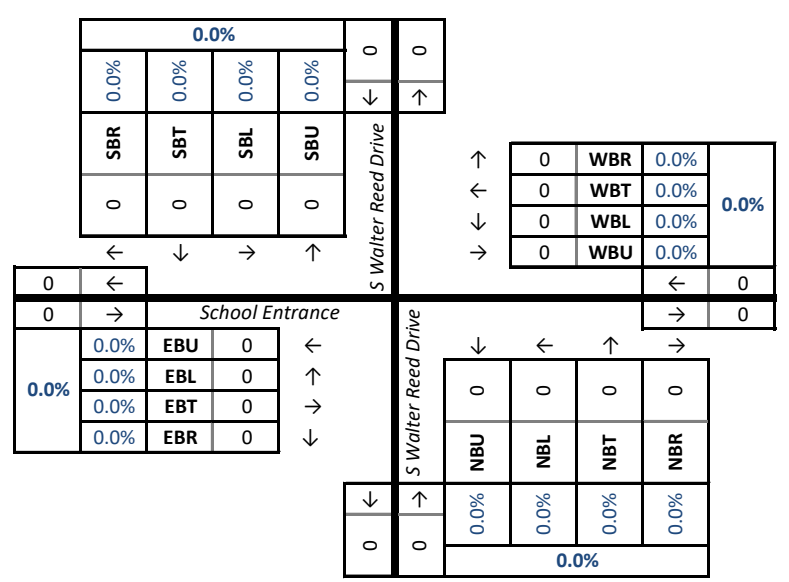 0.0%
0 0
0.0% 0.0% 0.0% 0.0%
↓ ↑
SBR SBT SBL SBU
0 0 0 0
← ↓ → ↑
S Walter Reed Drive
↑ 0 WBR 0.0%
← 0 WBT 0.0%
0.0%
↓ 0 WBL 0.0%
→ 0 WBU 0.0%
0 ←
← 0
0 → School Entrance
→ 0
0.0% EBU 0 ←
0.0% EBL 0 ↑
0.0%
0.0% EBT 0 →
0.0% EBR 0 ↓
S Walter Reed Drive
↓ ← ↑ →
0 0 0 0
NBU NBL NBT NBR
↓ ↑
0.0% 0.0% 0.0% 0.0%
0 0
0.0%